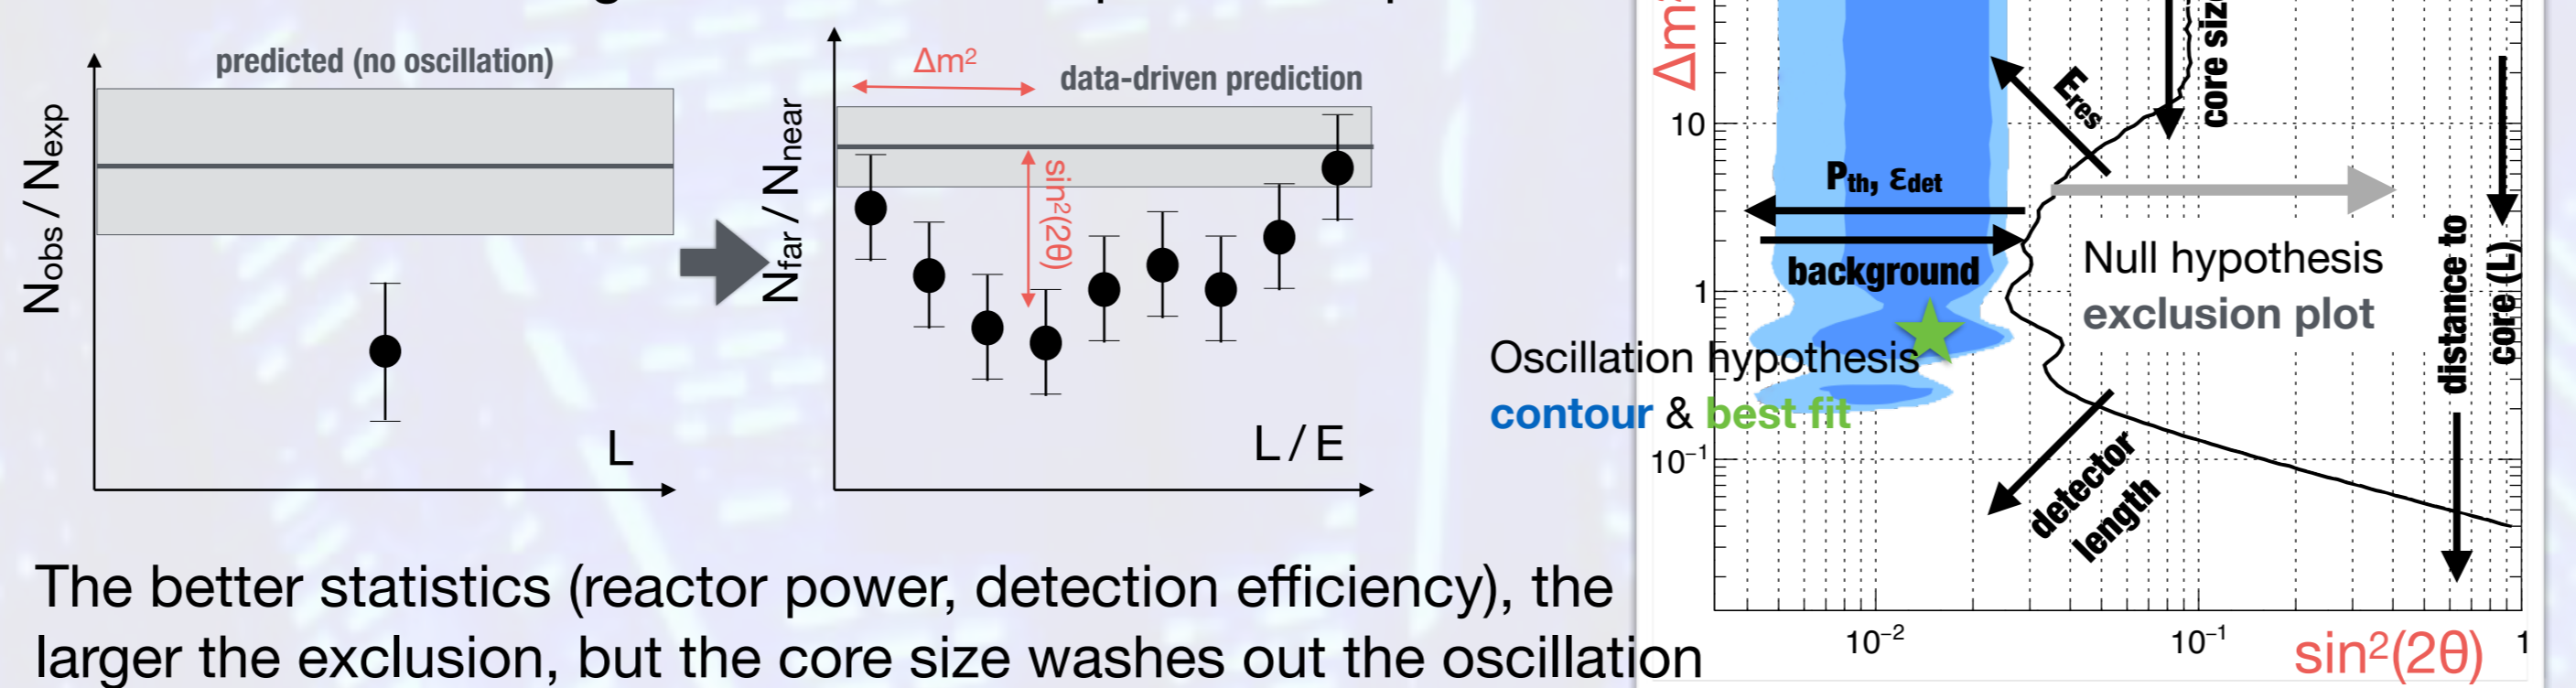 predicted (no oscillation)
Nobs / Nexp
L
Δm²
data-driven prediction
Nfar / Nnear
sin²(2θ)
L / E
Δm²
10
1
10⁻¹
10⁻²
10⁻¹
1
sin²(2θ)
core size
Eres
Pth, εdet
background
Null hypothesis
exclusion plot
distance to
core (L)
detector
length
Oscillation hypothesis
contour & best fit
The better statistics (reactor power, detection efficiency), the
larger the exclusion, but the core size washes out the oscillation